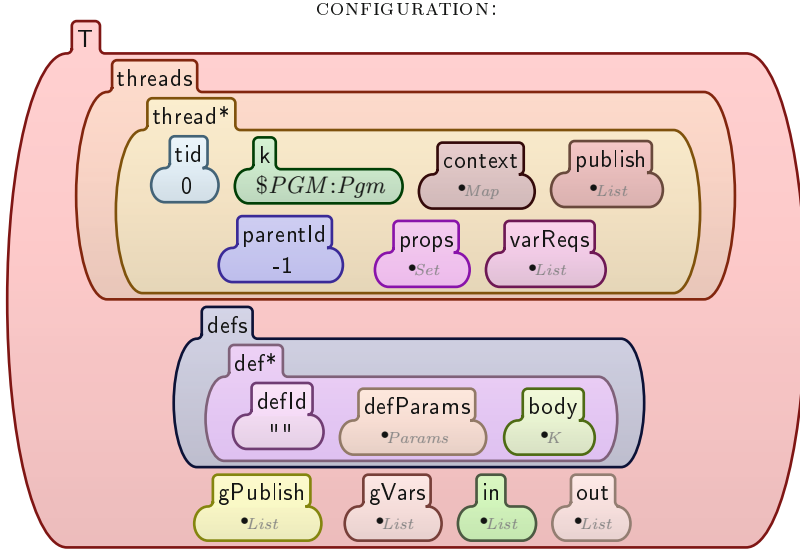 CONFIGURATION:
T
threads
thread*
tid k context publish
0 $PGM:Pgm •Map •List
parentId props varReqs
-1 •Set •List
defs
def*
defId defParams body
"" •Params •K
gPublish gVars in out
•List •List •List •List